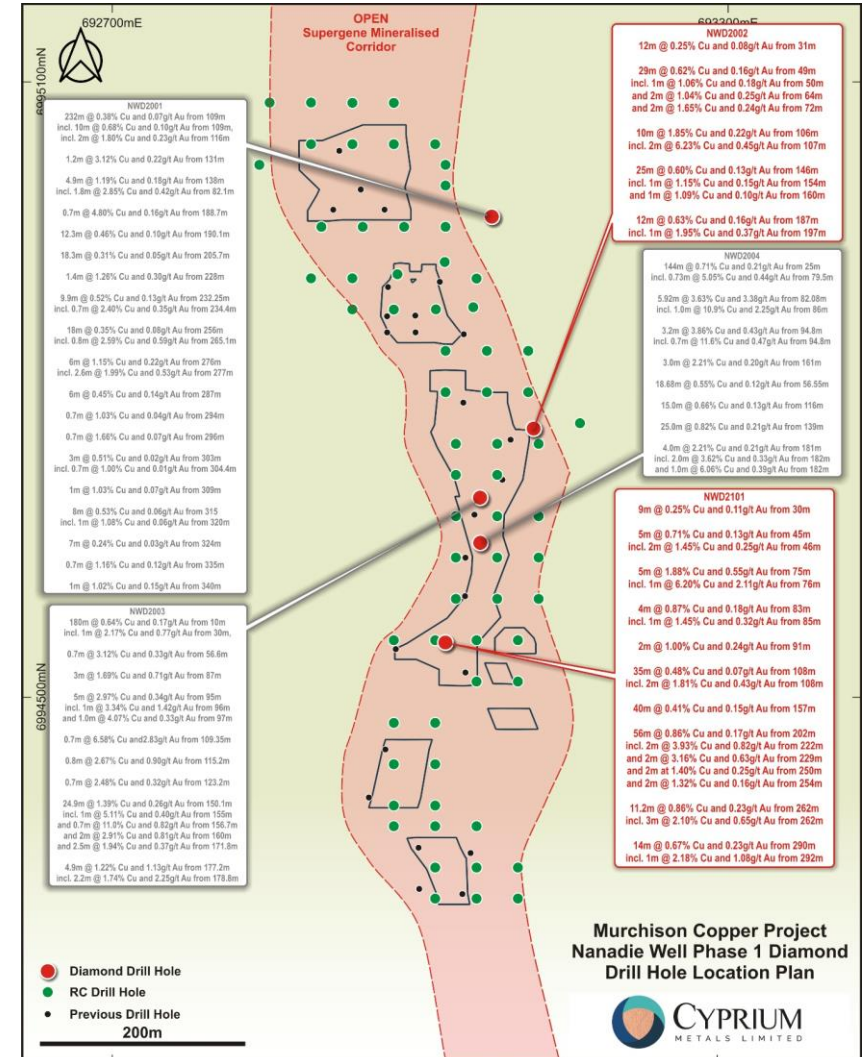 692700mE
693300mE
6995100mN
6994500mN
OPEN
Supergene Mineralised
Corridor
NWD2001
232m @ 0.38% Cu and 0.07g/t Au from 109m
incl. 10m @ 0.68% Cu and 0.10g/t Au from 109m,
incl. 2m @ 1.80% Cu and 0.23g/t Au from 116m
1.2m @ 3.12% Cu and 0.22g/t Au from 131m
4.9m @ 1.19% Cu and 0.18g/t Au from 138m
incl. 1.8m @ 2.85% Cu and 0.42g/t Au from 82.1m
0.7m @ 4.80% Cu and 0.16g/t Au from 188.7m
12.3m @ 0.46% Cu and 0.10g/t Au from 190.1m
18.3m @ 0.31% Cu and 0.05g/t Au from 205.7m
1.4m @ 1.26% Cu and 0.30g/t Au from 228m
9.9m @ 0.52% Cu and 0.13g/t Au from 232.25m
incl. 0.7m @ 2.40% Cu and 0.35g/t Au from 234.4m
18m @ 0.35% Cu and 0.08g/t Au from 256m
incl. 0.8m @ 2.59% Cu and 0.59g/t Au from 265.1m
6m @ 1.15% Cu and 0.22g/t Au from 276m
incl. 2.6m @ 1.99% Cu and 0.53g/t Au from 277m
6m @ 0.45% Cu and 0.14g/t Au from 287m
0.7m @ 1.03% Cu and 0.04g/t Au from 294m
0.7m @ 1.66% Cu and 0.07g/t Au from 296m
3m @ 0.51% Cu and 0.02g/t Au from 303m
incl. 0.7m @ 1.00% Cu and 0.01g/t Au from 304.4m
1m @ 1.03% Cu and 0.07g/t Au from 309m
8m @ 0.53% Cu and 0.06g/t Au from 315
incl. 1m @ 1.08% Cu and 0.06g/t Au from 320m
7m @ 0.24% Cu and 0.03g/t Au from 324m
0.7m @ 1.16% Cu and 0.12g/t Au from 335m
1m @ 1.02% Cu and 0.15g/t Au from 340m
NWD2003
180m @ 0.64% Cu and 0.17g/t Au from 10m
incl. 1m @ 2.17% Cu and 0.77g/t Au from 30m,
0.7m @ 3.12% Cu and 0.33g/t Au from 56.6m
3m @ 1.69% Cu and 0.71g/t Au from 87m
5m @ 2.97% Cu and 0.34g/t Au from 95m
incl. 1m @ 3.34% Cu and 1.42g/t Au from 96m
and 1.0m @ 4.07% Cu and 0.33g/t Au from 97m
0.7m @ 6.58% Cu and2.83g/t Au from 109.35m
0.8m @ 2.67% Cu and 0.90g/t Au from 115.2m
0.7m @ 2.48% Cu and 0.32g/t Au from 123.2m
24.9m @ 1.39% Cu and 0.26g/t Au from 150.1m
incl. 1m @ 5.11% Cu and 0.40g/t Au from 155m
and 0.7m @ 11.0% Cu and 0.82g/t Au from 156.7m
and 2m @ 2.91% Cu and 0.81g/t Au from 160m
and 2.5m @ 1.94% Cu and 0.37g/t Au from 171.8m
4.9m @ 1.22% Cu and 1.13g/t Au from 177.2m
incl. 2.2m @ 1.74% Cu and 2.25g/t Au from 178.8m
NWD2002
12m @ 0.25% Cu and 0.08g/t Au from 31m
29m @ 0.62% Cu and 0.16g/t Au from 49m
incl. 1m @ 1.06% Cu and 0.18g/t Au from 50m
and 2m @ 1.04% Cu and 0.25g/t Au from 64m
and 2m @ 1.65% Cu and 0.24g/t Au from 72m
10m @ 1.85% Cu and 0.22g/t Au from 106m
incl. 2m @ 6.23% Cu and 0.45g/t Au from 107m
25m @ 0.60% Cu and 0.13g/t Au from 146m
incl. 1m @ 1.15% Cu and 0.15g/t Au from 154m
and 1m @ 1.09% Cu and 0.10g/t Au from 160m
12m @ 0.63% Cu and 0.16g/t Au from 187m
incl. 1m @ 1.95% Cu and 0.37g/t Au from 197m
NWD2004
144m @ 0.71% Cu and 0.21g/t Au from 25m
incl. 0.73m @ 5.05% Cu and 0.44g/t Au from 79.5m
5.92m @ 3.63% Cu and 3.38g/t Au from 82.08m
incl. 1.0m @ 10.9% Cu and 2.25g/t Au from 86m
3.2m @ 3.86% Cu and 0.43g/t Au from 94.8m
incl. 0.7m @ 11.6% Cu and 0.47g/t Au from 94.8m
3.0m @ 2.21% Cu and 0.20g/t Au from 161m
18.68m @ 0.55% Cu and 0.12g/t Au from 56.55m
15.0m @ 0.66% Cu and 0.13g/t Au from 116m
25.0m @ 0.82% Cu and 0.21g/t Au from 139m
4.0m @ 2.21% Cu and 0.21g/t Au from 181m
incl. 2.0m @ 3.62% Cu and 0.33g/t Au from 182m
and 1.0m @ 6.06% Cu and 0.39g/t Au from 182m
NWD2101
9m @ 0.25% Cu and 0.11g/t Au from 30m
5m @ 0.71% Cu and 0.13g/t Au from 45m
incl. 2m @ 1.45% Cu and 0.25g/t Au from 46m
5m @ 1.88% Cu and 0.55g/t Au from 75m
incl. 1m @ 6.20% Cu and 2.11g/t Au from 76m
4m @ 0.87% Cu and 0.18g/t Au from 83m
incl. 1m @ 1.45% Cu and 0.32g/t Au from 85m
2m @ 1.00% Cu and 0.24g/t Au from 91m
35m @ 0.48% Cu and 0.07g/t Au from 108m
incl. 2m @ 1.81% Cu and 0.43g/t Au from 108m
40m @ 0.41% Cu and 0.15g/t Au from 157m
56m @ 0.86% Cu and 0.17g/t Au from 202m
incl. 2m @ 3.93% Cu and 0.82g/t Au from 222m
and 2m @ 3.16% Cu and 0.63g/t Au from 229m
and 2m at 1.40% Cu and 0.25g/t Au from 250m
and 2m @ 1.32% Cu and 0.16g/t Au from 254m
11.2m @ 0.86% Cu and 0.23g/t Au from 262m
incl. 3m @ 2.10% Cu and 0.65g/t Au from 262m
14m @ 0.67% Cu and 0.23g/t Au from 290m
incl. 1m @ 2.18% Cu and 1.08g/t Au from 292m
Diamond Drill Hole
RC Drill Hole
Previous Drill Hole
200m
Murchison Copper Project
Nanadie Well Phase 1 Diamond
Drill Hole Location Plan
CYPRIUM
METALS LIMITED